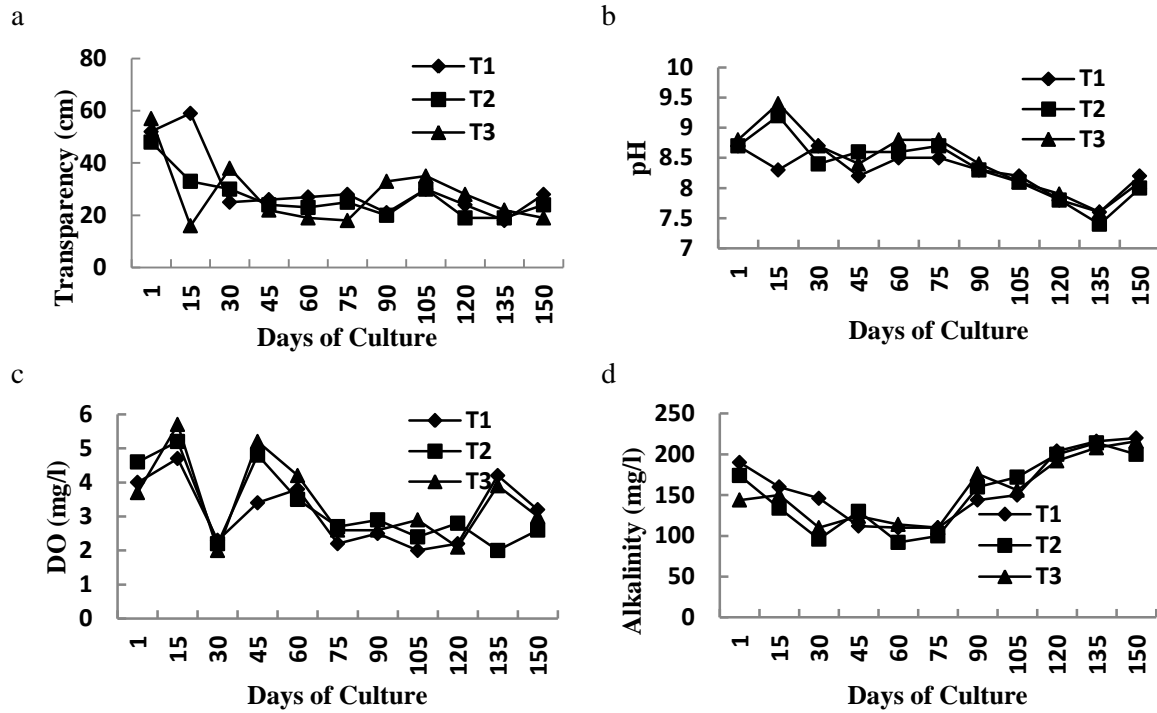 a
Transparency (cm)
80
60
40
20
0
T1
T2
T3
1 15 30 45 60 75 90 105 120 135 150
Days of Culture
b
pH
10
9.5
9
8.5
8
7.5
7
T1
T2
T3
1 15 30 45 60 75 90 105 120 135 150
Days of Culture
c
DO (mg/l)
6
5
4
3
2
1
0
T1
T2
T3
1 15 30 45 60 75 90 105 120 135 150
Days of Culture
d
Alkalinity (mg/l)
250
200
150
100
50
0
T1
T2
T3
1 15 30 45 60 75 90 105 120 135 150
Days of Culture